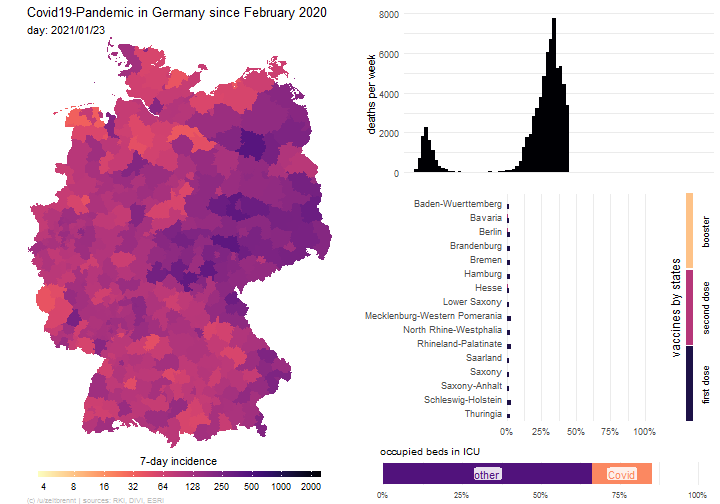 Covid19-Pandemic in Germany since February 2020
day: 2021/01/23
7-day incidence
4 8 16 32 64 125 250 500 1000 2000
(c) /u/zeitbrennt | sources: RKI, DIVI, ESRI
deaths per week
8000
6000
4000
2000
0
Baden-Wuerttemberg
Bavaria
Berlin
Brandenburg
Bremen
Hamburg
Hesse
Lower Saxony
Mecklenburg-Western Pomerania
North Rhine-Westphalia
Rhineland-Palatinate
Saarland
Saxony
Saxony-Anhalt
Schleswig-Holstein
Thuringia
0% 25% 50% 75% 100%
vaccines by states
booster
second dose
first dose
occupied beds in ICU
other
Covid
0% 25% 50% 75% 100%